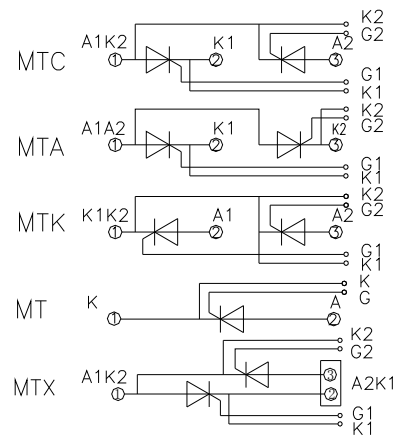 K2
G2
A1K2 K1 A2
MTC
1 2 3
G1
K1
K2
G2
A1A2 K1 K2
MTA
1 2 3
G1
K1
K2
G2
K1K2 A1 A2
MTK
1 2 3
G1
K1
K
G
K A
MT
1 2
K2
G2
A1K2 3 A2K1
MTX
1 2
G1
K1